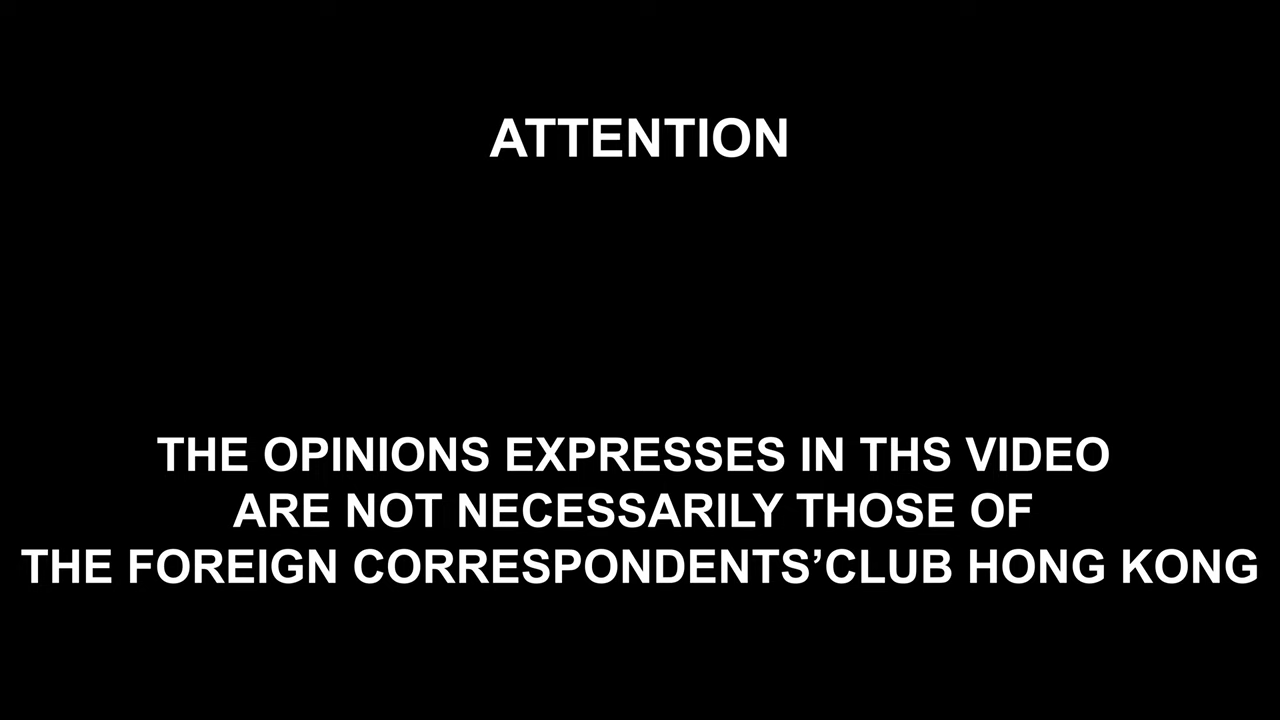 ATTENTION
THE OPINIONS EXPRESSES IN THS VIDEO
ARE NOT NECESSARILY THOSE OF
THE FOREIGN CORRESPONDENTS’CLUB HONG KONG